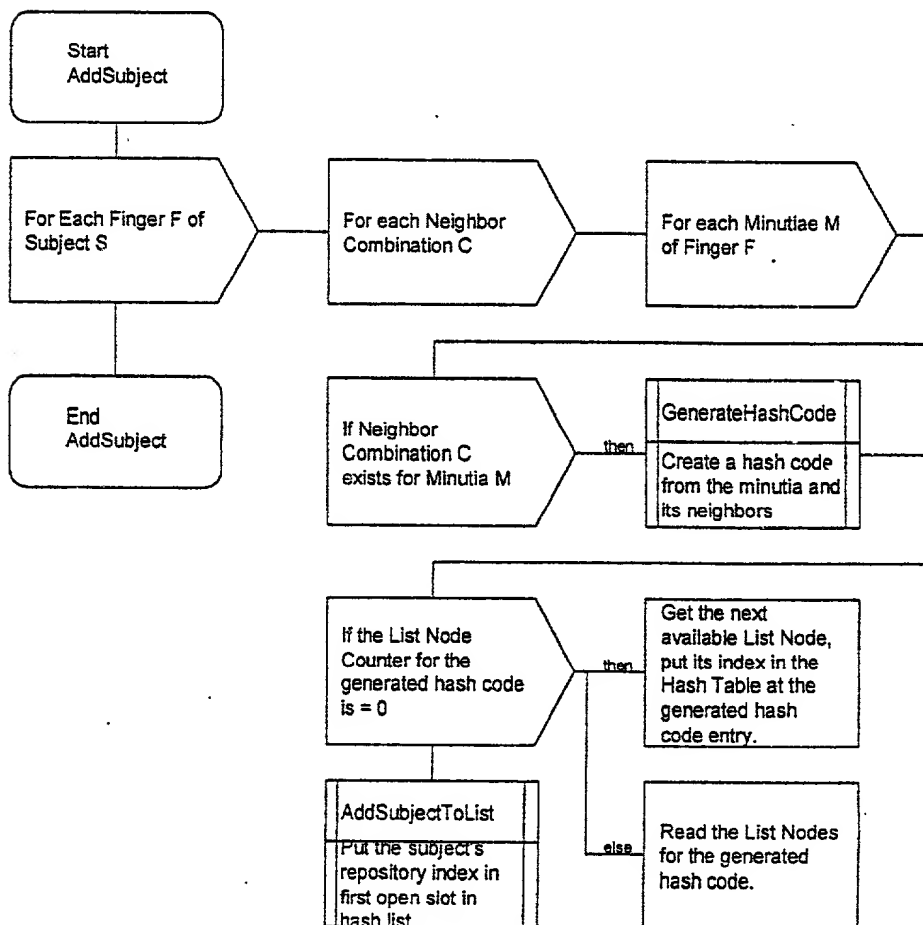 Start
AddSubject
For Each Finger F of
Subject S
For each Neighbor
Combination C
For each Minutiae M
of Finger F
End
AddSubject
If Neighbor
Combination C
exists for Minutia M
then
GenerateHashCode
Create a hash code
from the minutia and
its neighbors
If the List Node
Counter for the
generated hash code
is = 0
then
Get the next
available List Node,
put its index in the
Hash Table at the
generated hash
code entry.
AddSubjectToList
Put the subject's
repository index in
first open slot in
hash list
else
Read the List Nodes
for the generated
hash code.